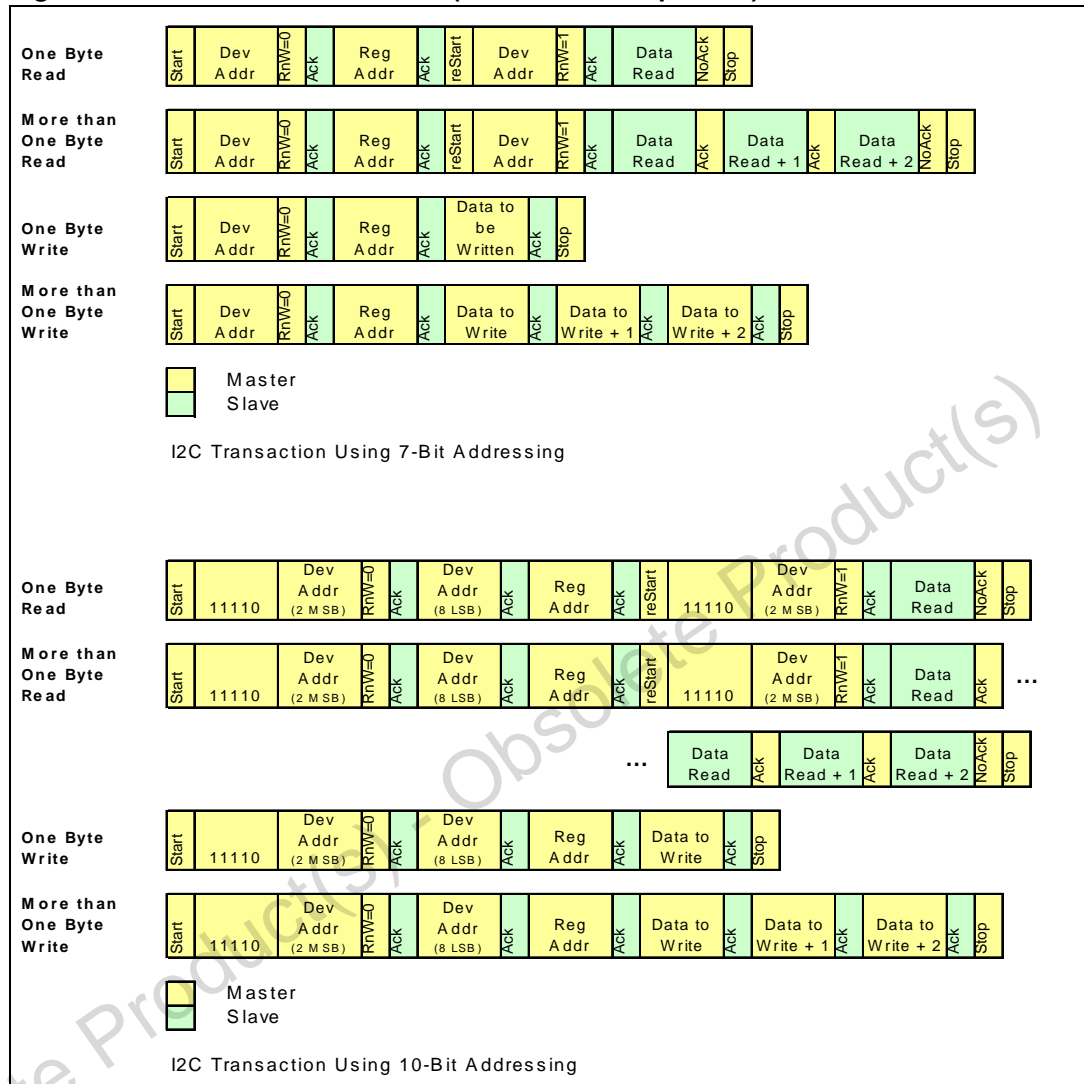 One Byte Read
Start Dev Addr RnW=0 Ack Reg Addr Ack reStart Dev Addr RnW=1 Ack Data Read NoAck Stop
More than One Byte Read
Start Dev Addr RnW=0 Ack Reg Addr Ack reStart Dev Addr RnW=1 Ack Data Read Ack Data Read + 1 Ack Data Read + 2 NoAck Stop
One Byte Write
Start Dev Addr RnW=0 Ack Reg Addr Ack Data to be Written Ack Stop
More than One Byte Write
Start Dev Addr RnW=0 Ack Reg Addr Ack Data to Write Ack Data to Write + 1 Ack Data to Write + 2 Ack Stop
Master
Slave
I2C Transaction Using 7-Bit Addressing
One Byte Read
Start 11110 Dev Addr (2 MSB) RnW=0 Ack Dev Addr (8 LSB) Ack Reg Addr Ack reStart 11110 Dev Addr (2 MSB) RnW=1 Ack Data Read NoAck Stop
More than One Byte Read
Start 11110 Dev Addr (2 MSB) RnW=0 Ack Dev Addr (8 LSB) Ack Reg Addr Ack reStart 11110 Dev Addr (2 MSB) RnW=1 Ack Data Read Ack ...
... Data Read Ack Data Read + 1 Ack Data Read + 2 NoAck Stop
One Byte Write
Start 11110 Dev Addr (2 MSB) RnW=0 Ack Dev Addr (8 LSB) Ack Reg Addr Ack Data to Write Ack Stop
More than One Byte Write
Start 11110 Dev Addr (2 MSB) RnW=0 Ack Dev Addr (8 LSB) Ack Reg Addr Ack Data to Write Ack Data to Write + 1 Ack Data to Write + 2 Ack Stop
Master
Slave
I2C Transaction Using 10-Bit Addressing
te Product(s) - Obsolete Product(s)